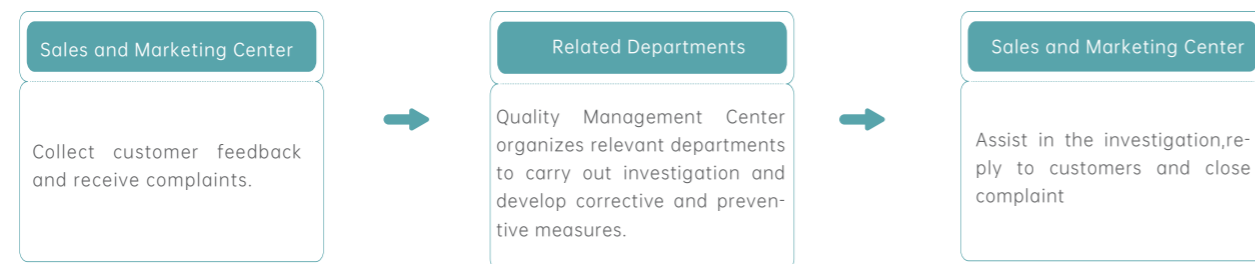 Sales and Marketing Center
Collect customer feedback
and receive complaints.
Related Departments
Quality Management Center
organizes relevant departments
to carry out investigation and
develop corrective and preven-
tive measures.
Sales and Marketing Center
Assist in the investigation,re-
ply to customers and close
complaint